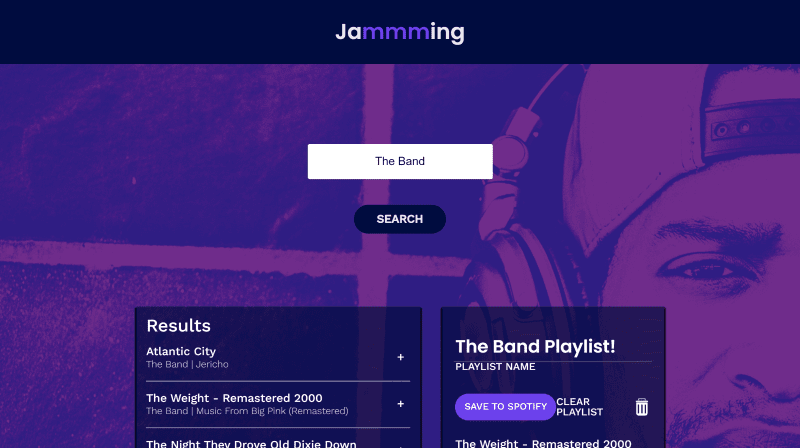 Jammming
The Band
SEARCH
Results
Atlantic City
The Band | Jericho
+
The Weight - Remastered 2000
The Band | Music From Big Pink (Remastered)
+
The Night They Drove Old Dixie Down
The Band Playlist!
PLAYLIST NAME
SAVE TO SPOTIFY
CLEAR
PLAYLIST
The Weight - Remastered 2000